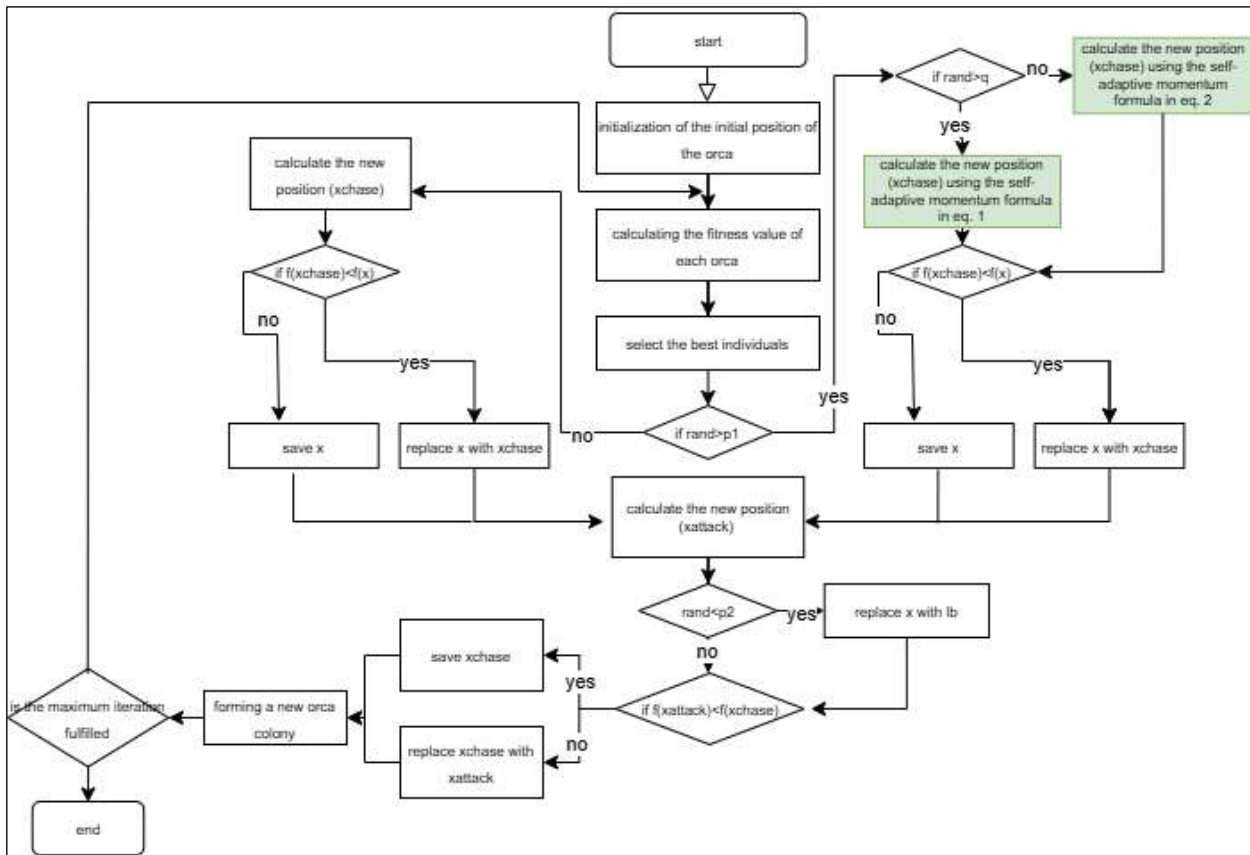 start
if rand>q
no
calculate the new position
(xchase) using the self-
adaptive momentum
formula in eq. 2
initialization of the initial position of
the orca
yes
calculate the new
position (xchase)
calculate the new position
(xchase) using the self-
adaptive momentum formula
in eq. 1
calculating the fitness value of
each orca
if f(xchase)<f(x)
if f(xchase)<f(x)
no
no
select the best individuals
yes
yes
yes
if rand>p1
no
save x
replace x with xchase
save x
replace x with xchase
calculate the new position
(xattack)
rand<p2
yes
replace x with lb
no
save xchase
yes
if f(xattack)<f(xchase)
is the maximum iteration
fulfilled
forming a new orca
colony
no
replace xchase with
xattack
end